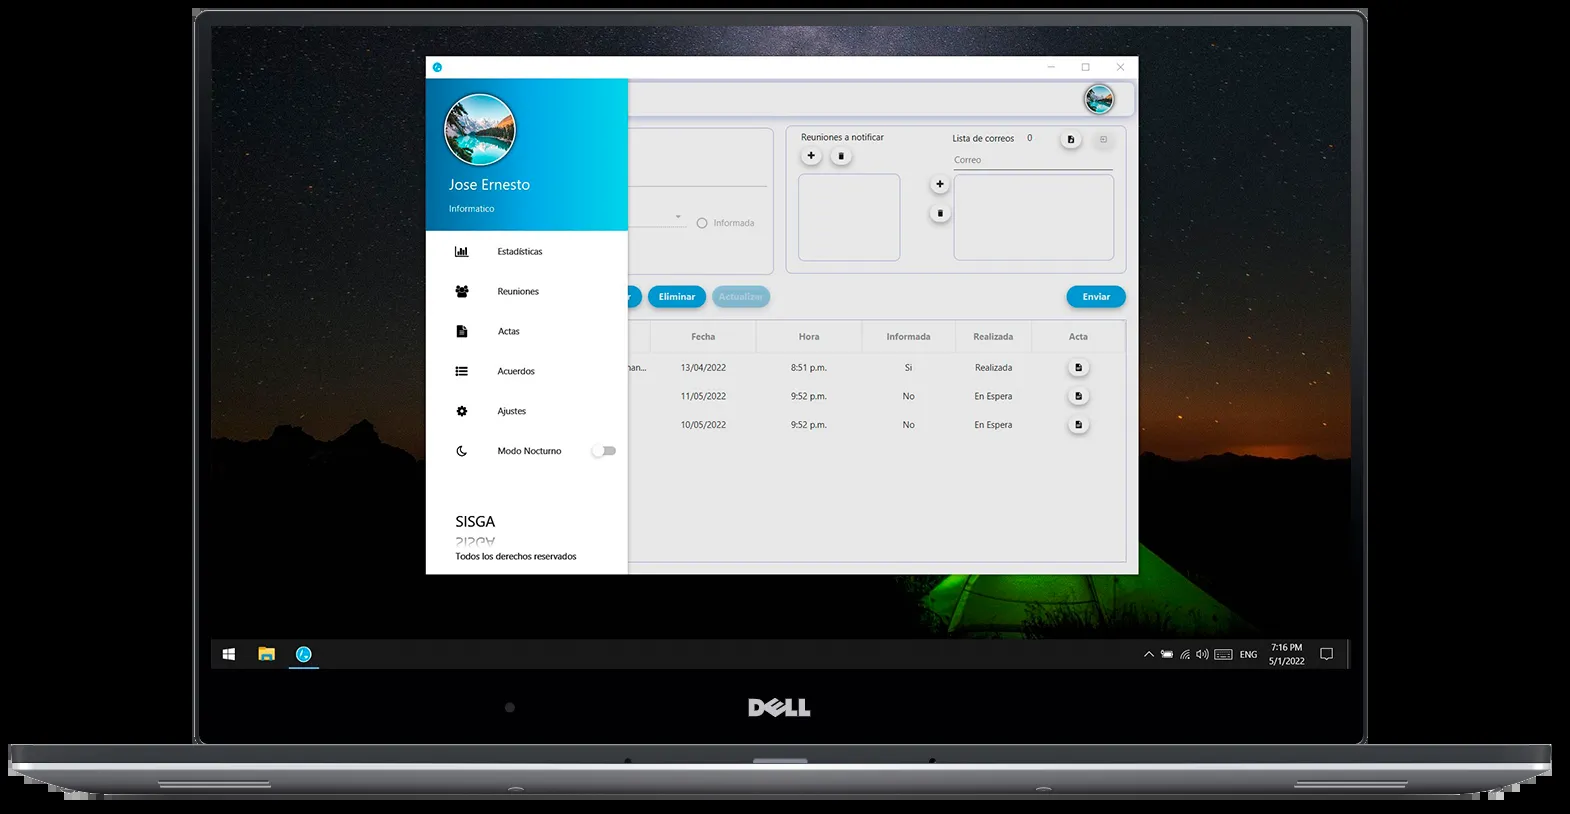 Jose Ernesto
Informatico
Estadísticas
Reuniones
Actas
Acuerdos
Ajustes
Modo Nocturno
SISGA
Todos los derechos reservados
Informada
Reuniones a notificar
Lista de correos 0
Correo
Eliminar
Actualizar
Enviar
Fecha Hora Informada Realizada Acta
13/04/2022 8:51 p.m. Si Realizada
11/05/2022 9:52 p.m. No En Espera
10/05/2022 9:52 p.m. No En Espera
ENG
7:16 PM
5/1/2022
DELL